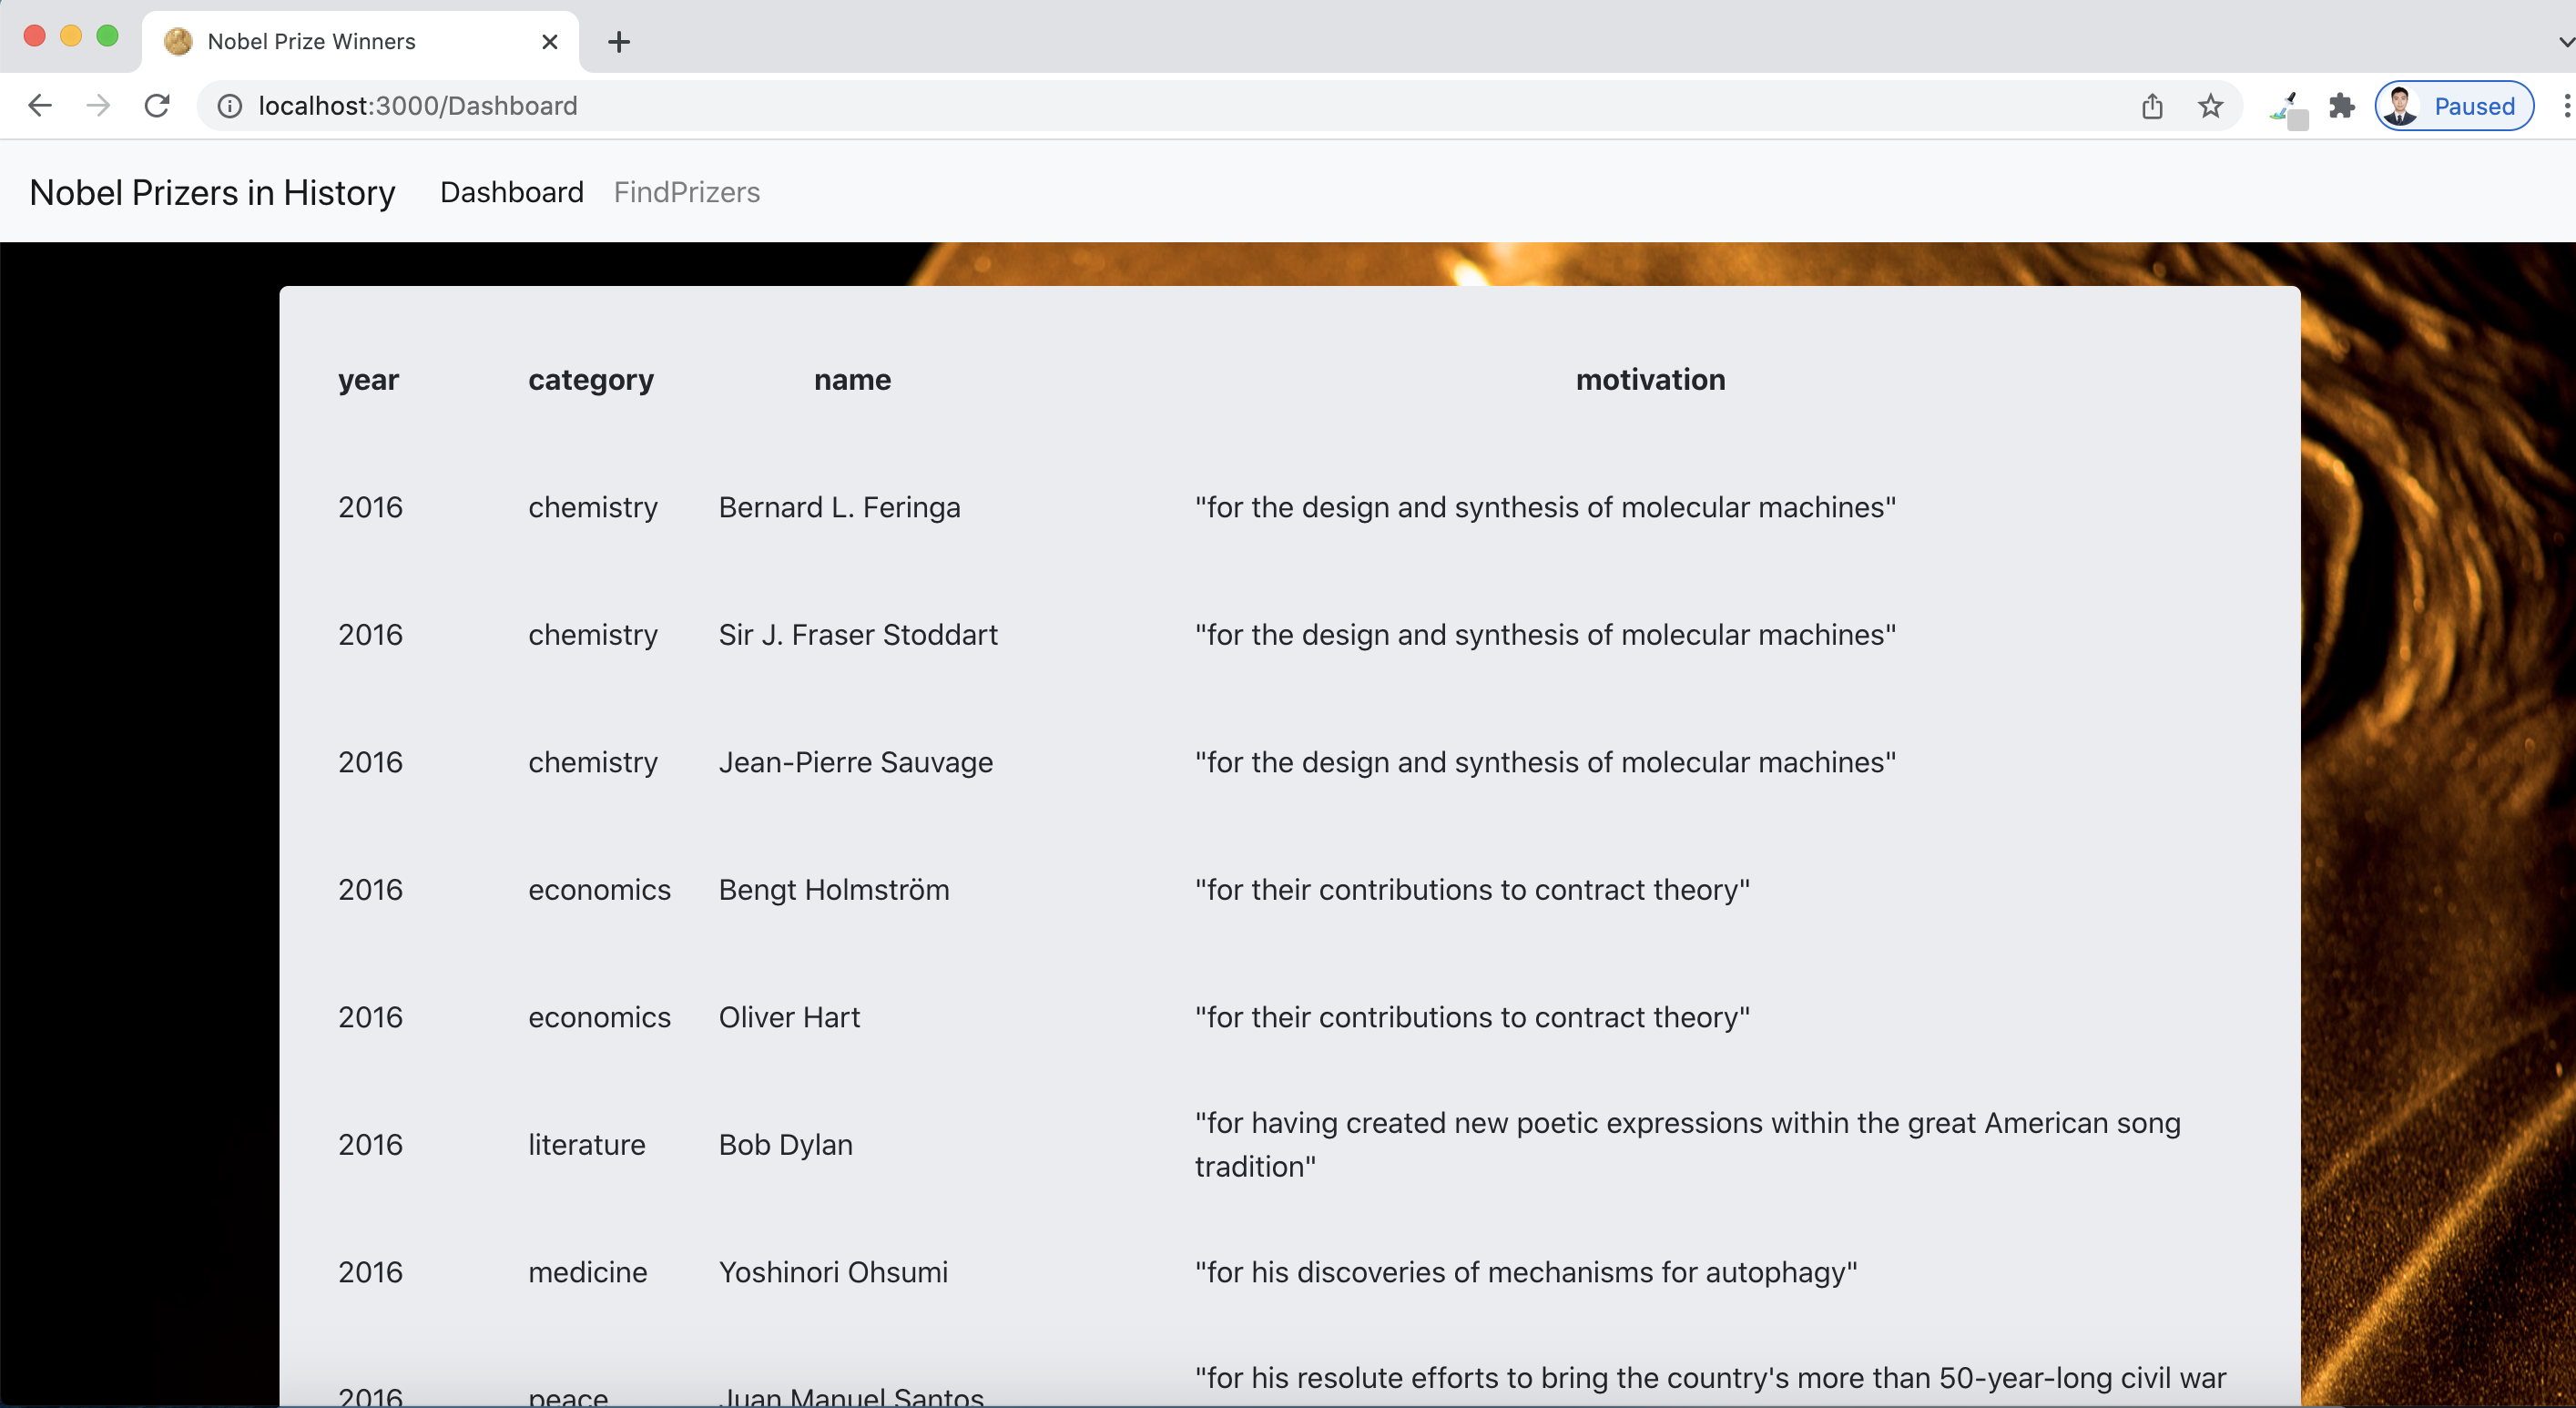 Nobel Prize Winners
localhost:3000/Dashboard
Paused
Nobel Prizers in History Dashboard FindPrizers
year category name motivation
2016 chemistry Bernard L. Feringa "for the design and synthesis of molecular machines"
2016 chemistry Sir J. Fraser Stoddart "for the design and synthesis of molecular machines"
2016 chemistry Jean-Pierre Sauvage "for the design and synthesis of molecular machines"
2016 economics Bengt Holmström "for their contributions to contract theory"
2016 economics Oliver Hart "for their contributions to contract theory"
2016 literature Bob Dylan "for having created new poetic expressions within the great American song
tradition"
2016 medicine Yoshinori Ohsumi "for his discoveries of mechanisms for autophagy"
2016 peace Juan Manuel Santos "for his resolute efforts to bring the country's more than 50-year-long civil war